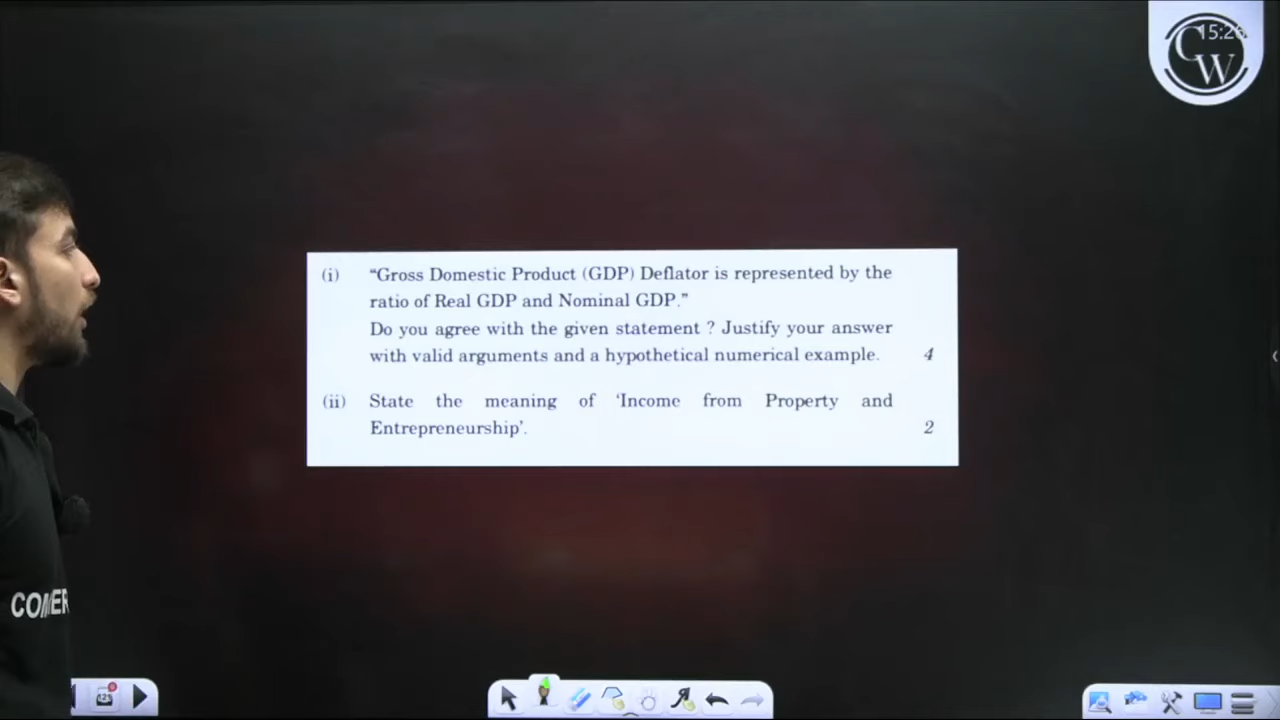 15:26
CW
(i) “Gross Domestic Product (GDP) Deflator is represented by the
ratio of Real GDP and Nominal GDP.”
Do you agree with the given statement ? Justify your answer
with valid arguments and a hypothetical numerical example. 4
(ii) State the meaning of ‘Income from Property and
Entrepreneurship’. 2